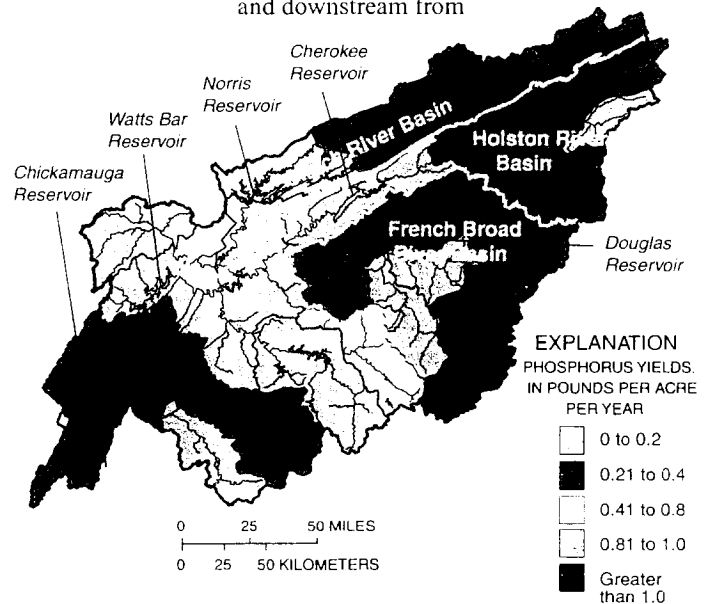 and downstream from
Cherokee
Reservoir
Norris
Reservoir
Watts Bar
Reservoir
Chickamauga
Reservoir
River Basin
Holston River
Basin
French Broad
River Basin
Douglas
Reservoir
EXPLANATION
PHOSPHORUS YIELDS.
IN POUNDS PER ACRE
PER YEAR
0 to 0.2
0.21 to 0.4
0.41 to 0.8
0.81 to 1.0
Greater
than 1.0
0 25 50 MILES
0 25 50 KILOMETERS